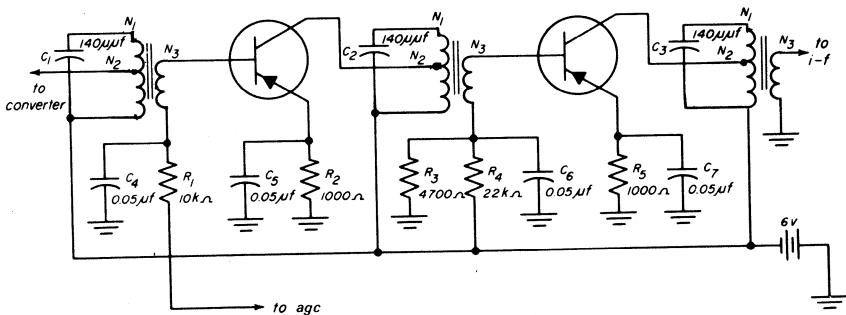 N1
140μμf
C1
N2
N3
to
converter
C4
0.05μf
R1
10kΩ
C5
0.05μf
R2
1000Ω
N1
140μμf
C2
N2
N3
R3
4700Ω
R4
22kΩ
C6
0.05μf
R5
1000Ω
C7
0.05μf
N1
140μμf
C3
N2
N3
to
i-f
6v
to agc